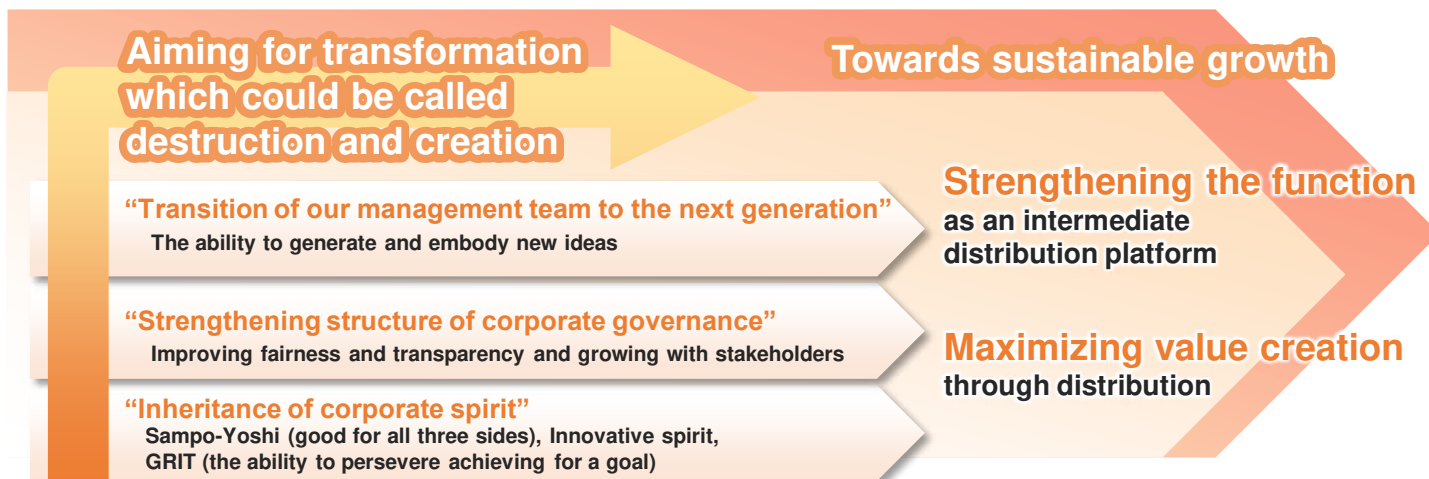 Aiming for transformation
which could be called
destruction and creation
Towards sustainable growth
“Transition of our management team to the next generation”
The ability to generate and embody new ideas
“Strengthening structure of corporate governance”
Improving fairness and transparency and growing with stakeholders
“Inheritance of corporate spirit”
Sampo-Yoshi (good for all three sides), Innovative spirit,
GRIT (the ability to persevere achieving for a goal)
Strengthening the function
as an intermediate
distribution platform
Maximizing value creation
through distribution